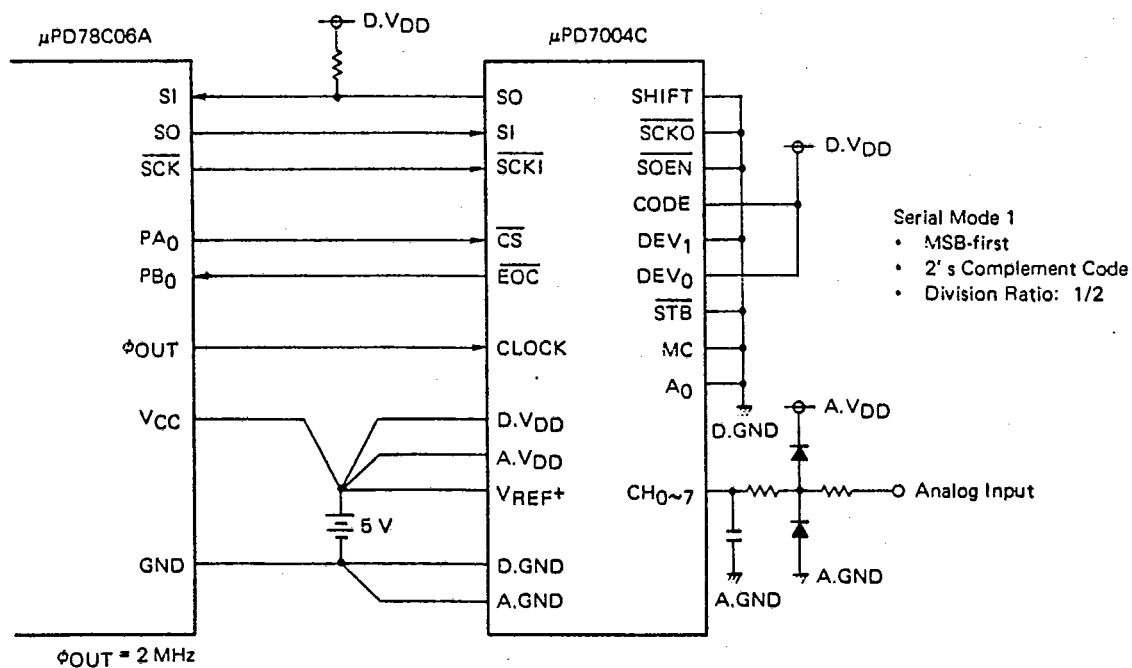 D.VDD
μPD78C06A
μPD7004C
SI
SO
SHIFT
SO
SI
SCKO
D.VDD
SCK
SCKI
SOEN
CODE
PA0
CS
DEV1
PB0
EOC
DEV0
Serial Mode 1
• MSB-first
• 2's Complement Code
• Division Ratio: 1/2
STB
ϕOUT
CLOCK
MC
A0
VCC
D.VDD
D.GND
A.VDD
A.VDD
VREF+
CH0~7
Analog Input
5 V
GND
D.GND
A.GND
A.GND
A.GND
ϕOUT = 2 MHz